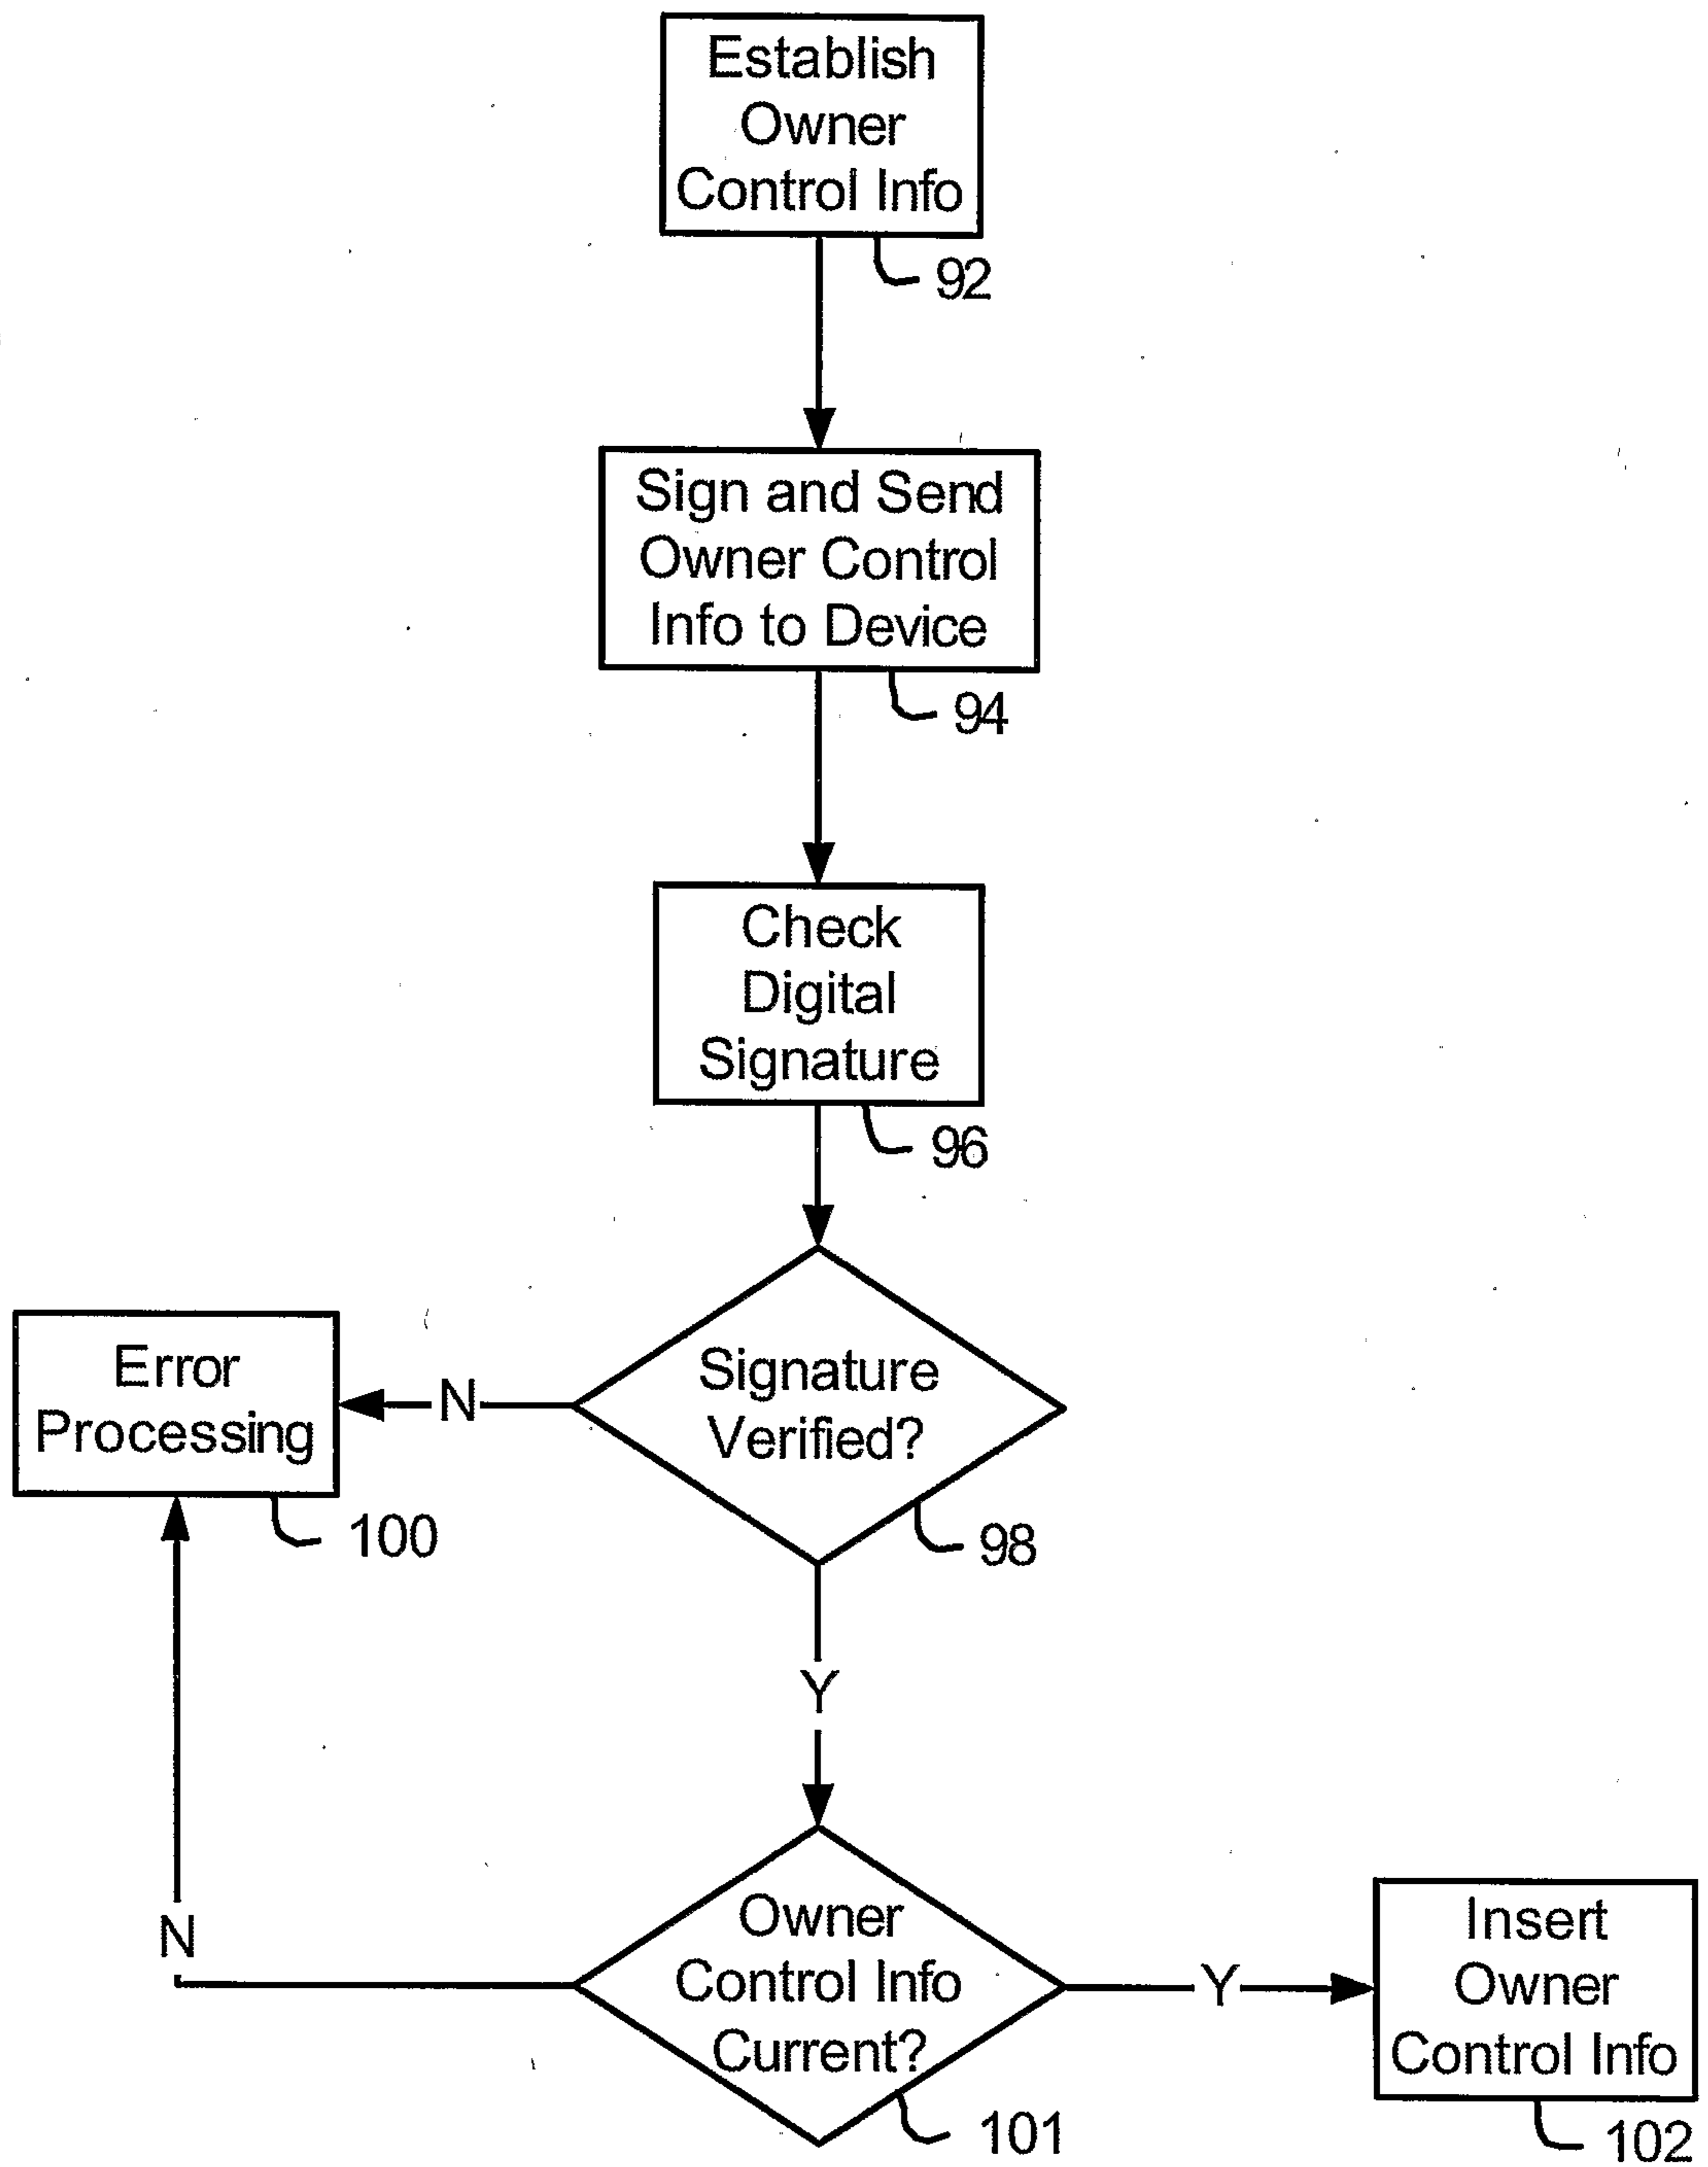 Establish
Owner
Control Info
92
Sign and Send
Owner Control
Info to Device
94
Check
Digital
Signature
96
Signature
Verified?
98
N
Error
Processing
100
Y
Owner
Control Info
Current?
101
N
Y
Insert
Owner
Control Info
102